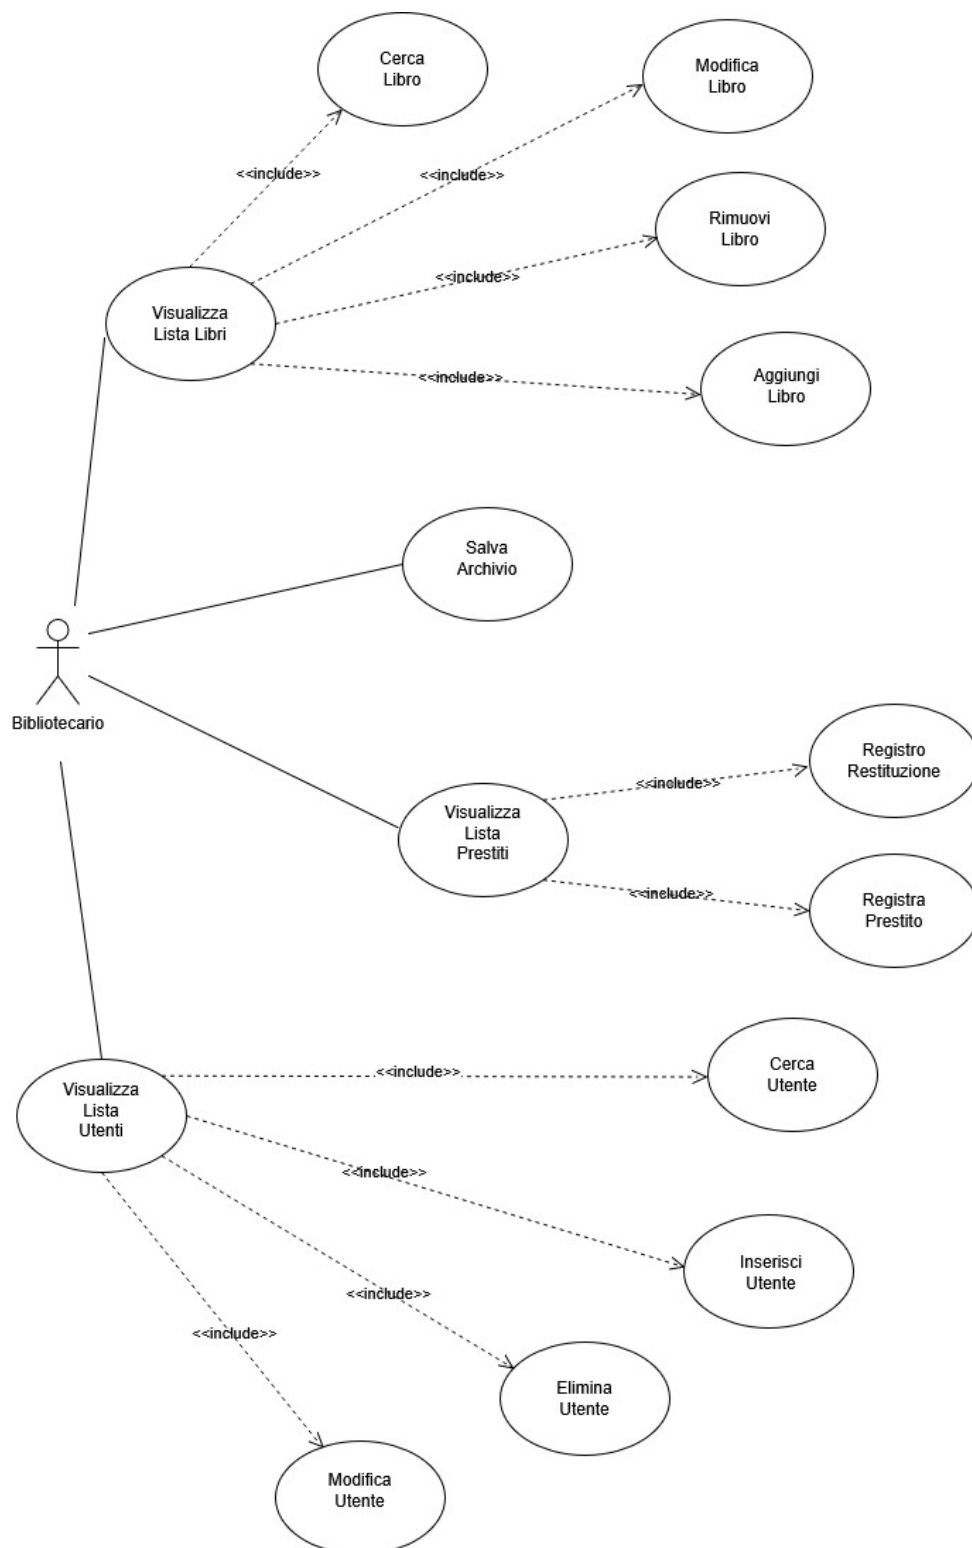 Cerca
Libro
Modifica
Libro
<<include>>
<<include>>
Rimuovi
Libro
<<include>>
Visualizza
Lista Libri
<<include>>
Aggiungi
Libro
Salva
Archivio
Bibliotecario
Registro
Restituzione
<<include>>
Visualizza
Lista
Prestiti
<<include>>
Registra
Prestito
Cerca
Utente
<<include>>
Visualizza
Lista
Utenti
<<include>>
Inserisci
Utente
<<include>>
<<include>>
Elimina
Utente
Modifica
Utente